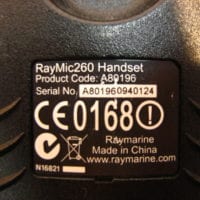 RayMic260 Handset
Product Code: A80196
Serial No. A801960940124
CE0168!
Raymarine
Made in China
N16821
www.raymarine.com